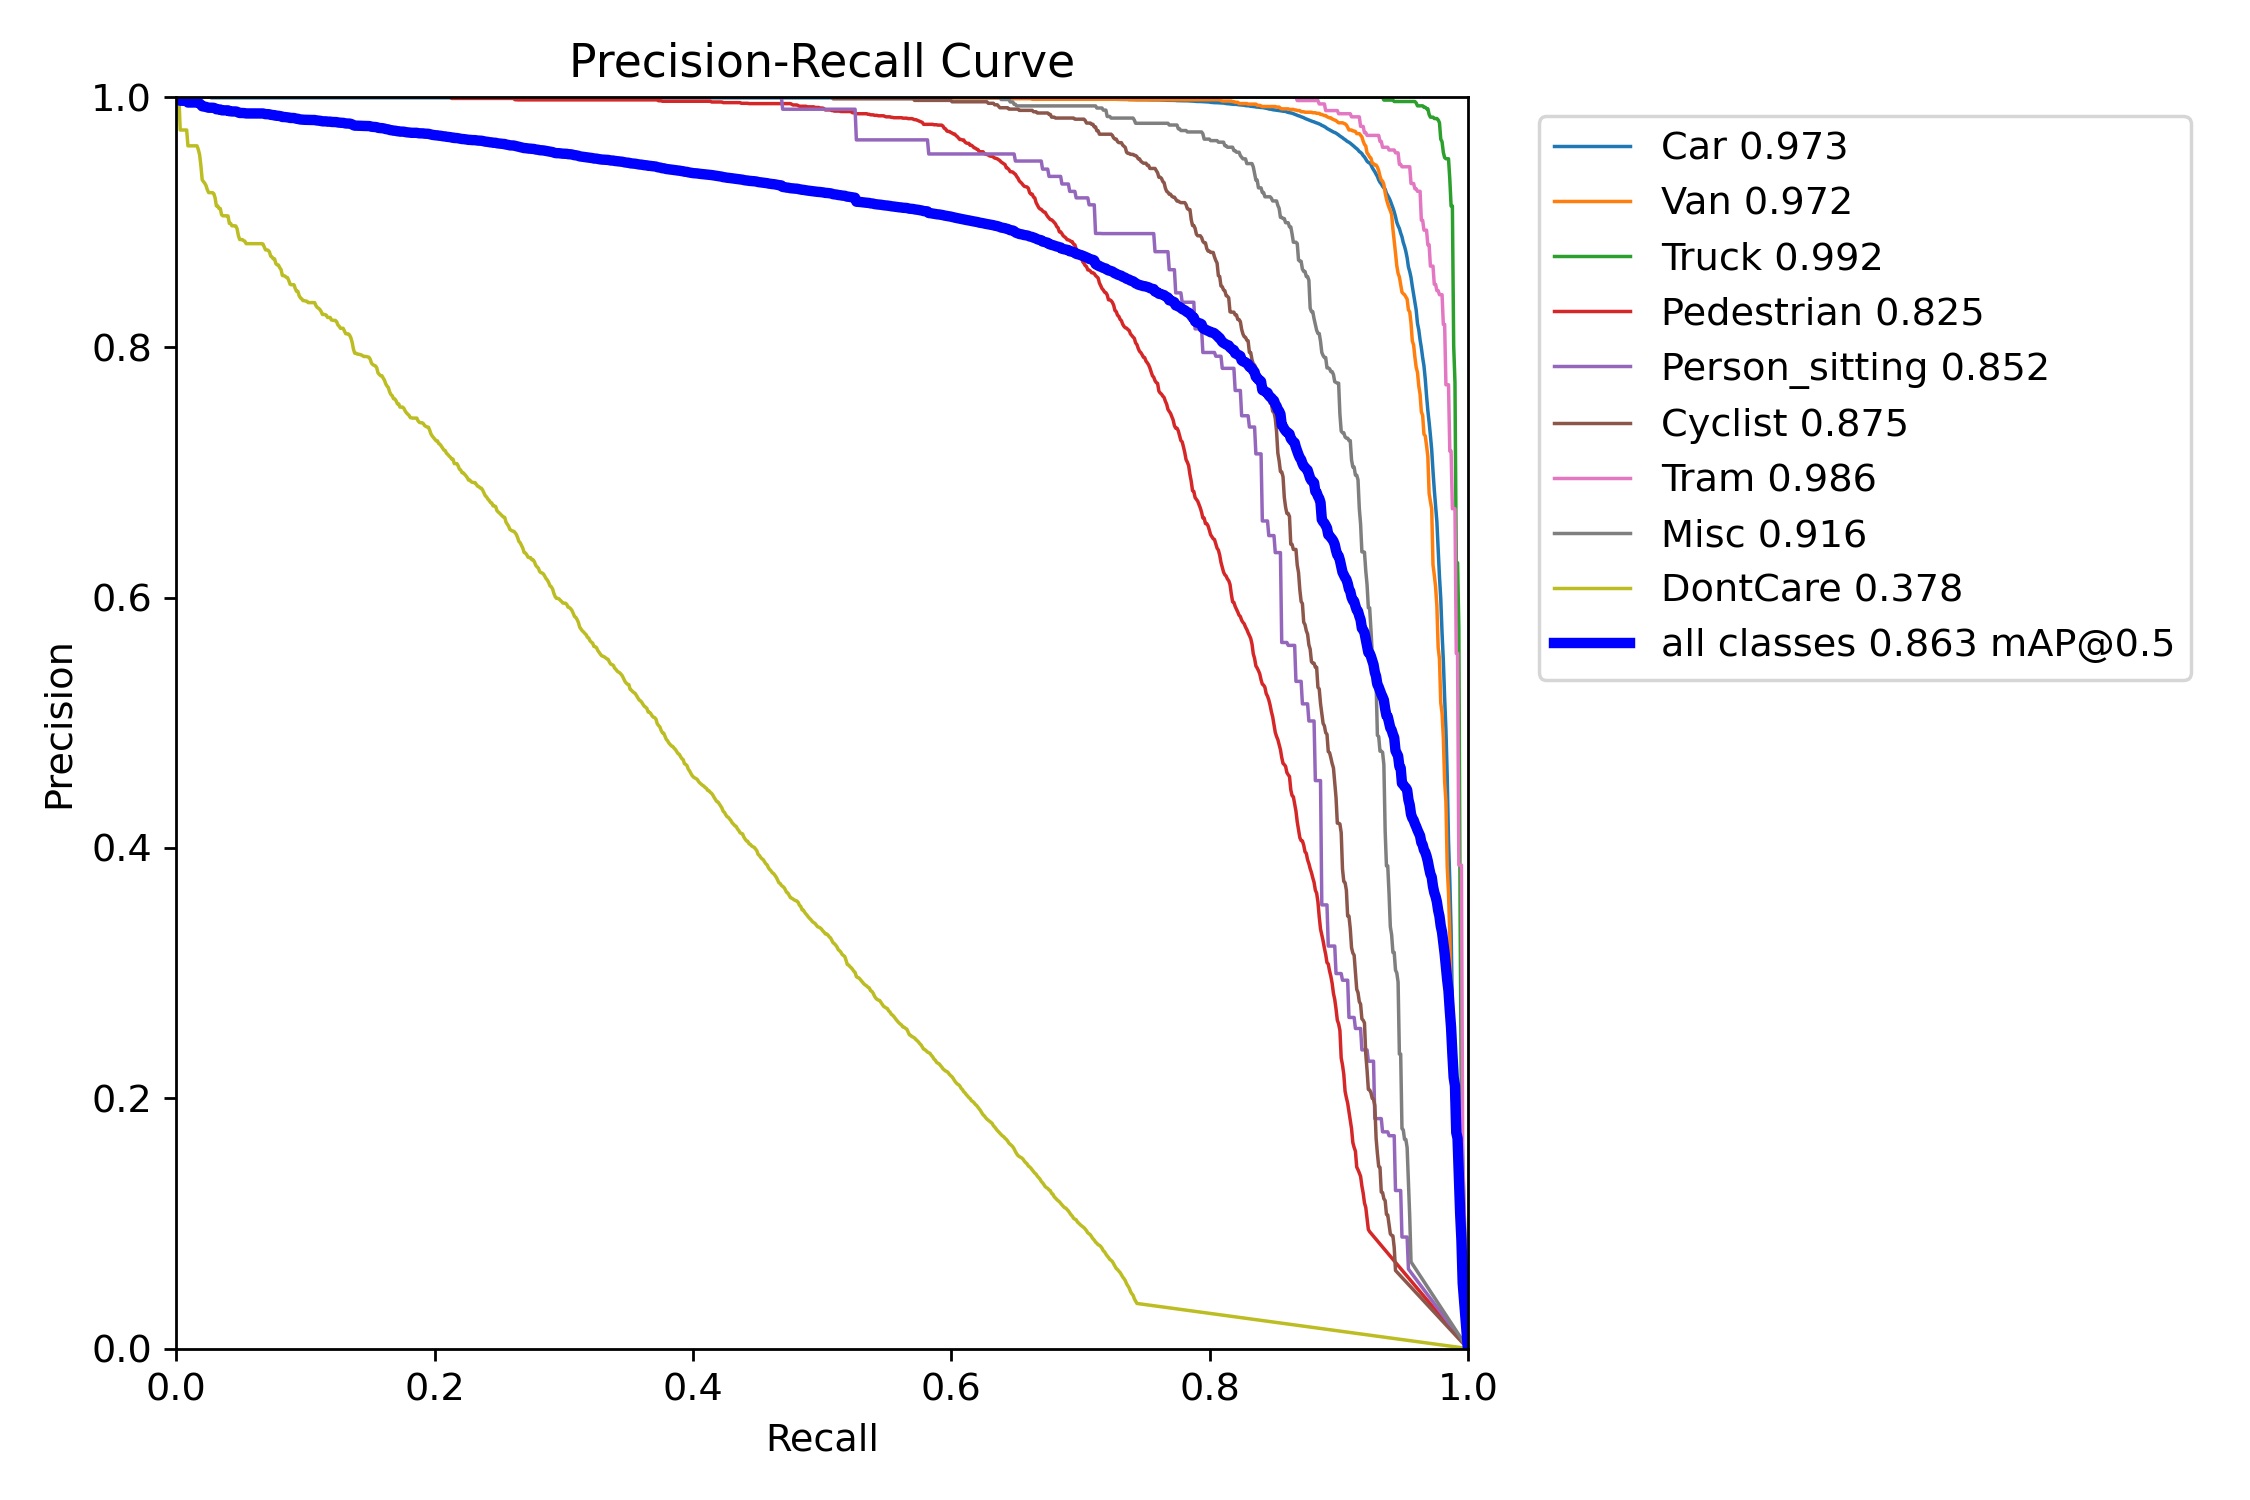 Precision-Recall Curve
1.0
0.8
0.6
0.4
0.2
0.0
Precision
0.0 0.2 0.4 0.6 0.8 1.0
Recall
Car 0.973
Van 0.972
Truck 0.992
Pedestrian 0.825
Person_sitting 0.852
Cyclist 0.875
Tram 0.986
Misc 0.916
DontCare 0.378
all classes 0.863 mAP@0.5